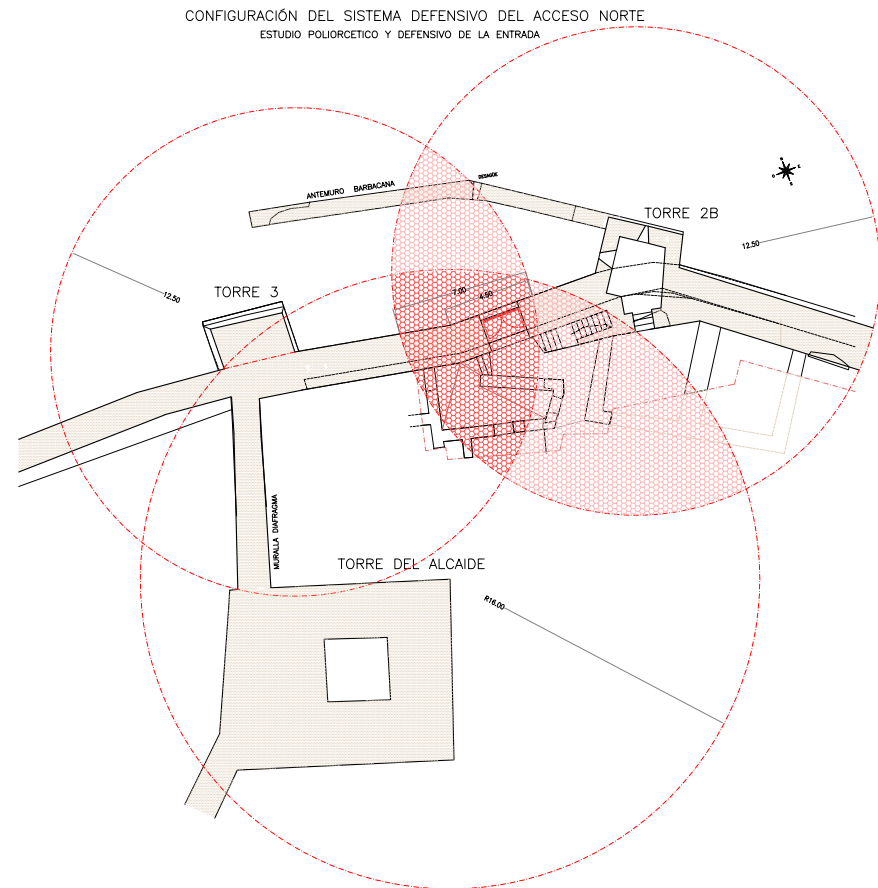 CONFIGURACIÓN DEL SISTEMA DEFENSIVO DEL ACCESO NORTE
ESTUDIO POLIORCETICO Y DEFENSIVO DE LA ENTRADA
DESAGÜE
ANTEMURO BARBACANA
TORRE 2B
12.50
TORRE 3
12.50
7.00
4.50
MURALLA DIAFRAGMA
TORRE DEL ALCAIDE
R16.00